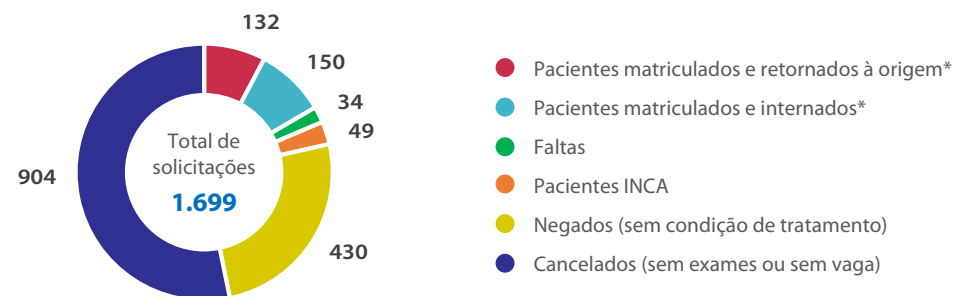 132
150
34
49
430
904
Total de
solicitações
1.699
Pacientes matriculados e retornados à origem*
Pacientes matriculados e internados*
Faltas
Pacientes INCA
Negados (sem condição de tratamento)
Cancelados (sem exames ou sem vaga)